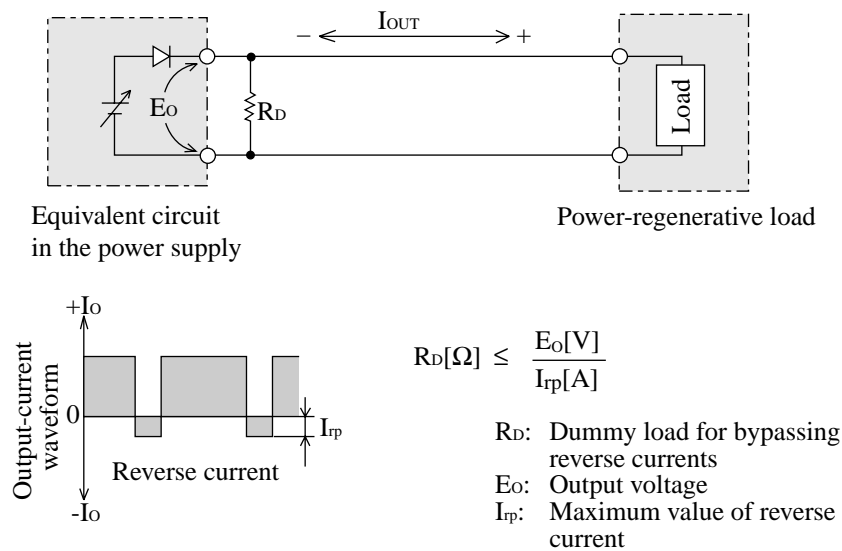 − IOUT +
EO
RD
Load
Equivalent circuit
in the power supply
Power-regenerative load
+IO
Output-current
waveform
0
Irp
Reverse current
-IO
RD[Ω] ≤ EO[V]
Irp[A]
RD: Dummy load for bypassing
reverse currents
EO: Output voltage
Irp: Maximum value of reverse
current